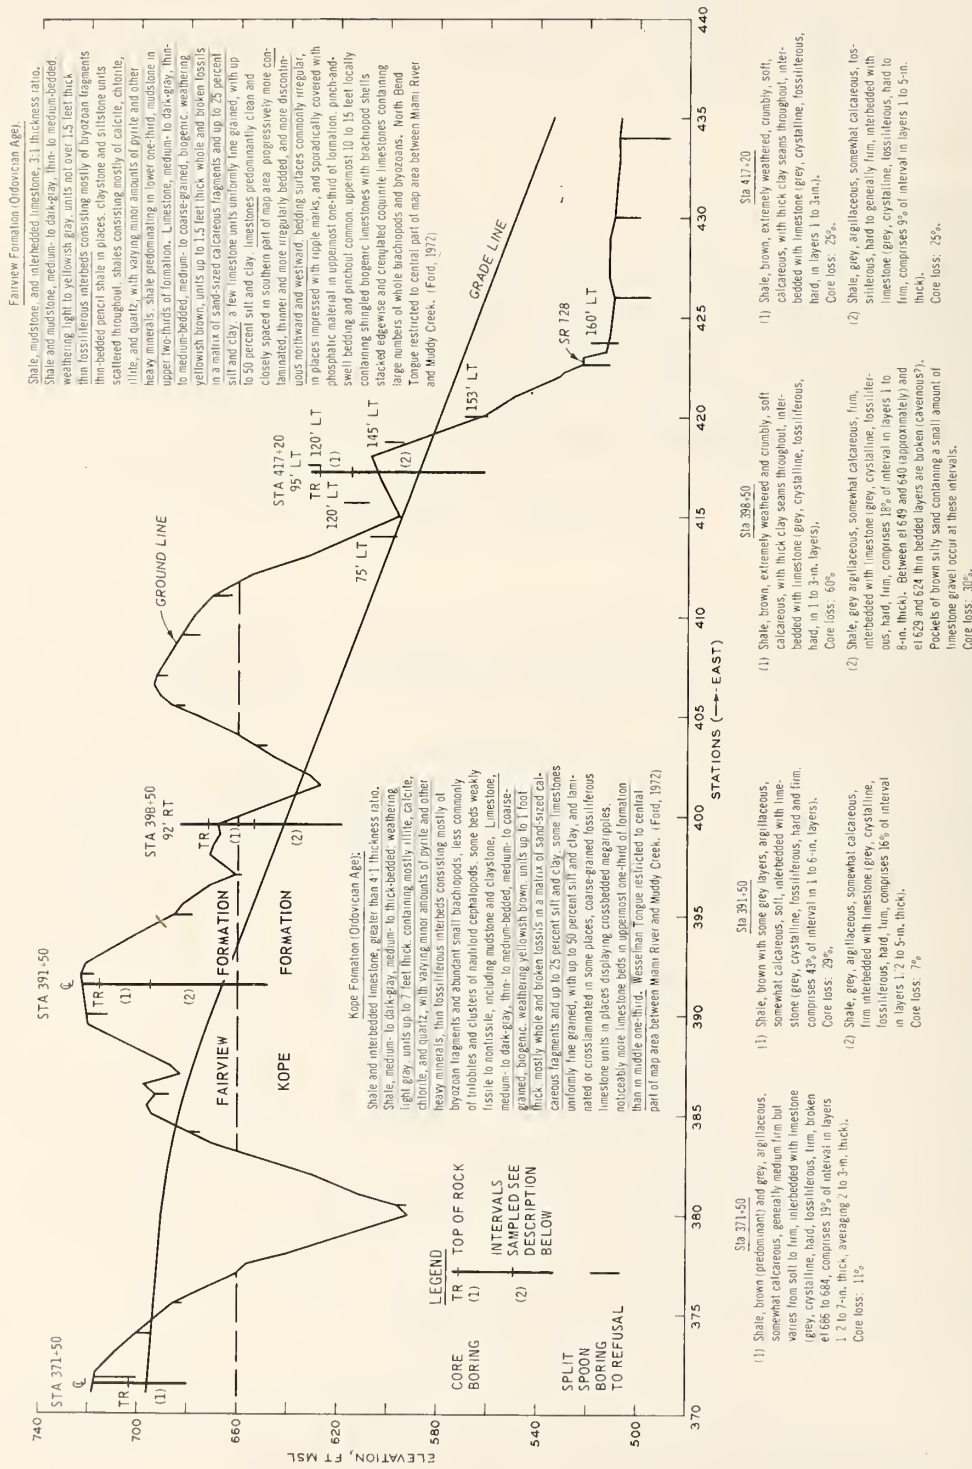 Fairview Formation (Ordovician Age):
Shale, mudstone, and interbedded limestone, 3:1 thickness ratio.
Shale and mudstone, medium- to dark-gray, thin- to medium-bedded,
weathering light to yellowish gray, units not over 1.5 feet thick
thin fossiliferous interbeds consisting mostly of bryozoan fragments
thin-bedded pencil shale in places, claystone and siltstone units
scattered throughout, shales consisting mostly of calcite, chlorite,
illite, and quartz, with varying minor amounts of pyrite and other
heavy minerals, shale predominating in lower one-third, mudstone in
upper two-thirds of formation. Limestone, medium- to dark-gray, thin-
to medium-bedded, medium- to coarse-grained, biogenic, weathering
yellowish brown, units up to 1.5 feet thick whole and broken fossils
in a matrix of sand-sized calcareous fragments and up to 25 percent
silt and clay, a few limestone units uniformly fine grained, with up
to 50 percent silt and clay, limestones predominantly clean and
closely spaced in southern part of map area progressively more con-
taminated, thinner and more irregularly bedded, and more discontin-
uous northward and westward, bedding surfaces commonly irregular,
in places impressed with ripple marks, and sporadically covered with
phosphatic material in uppermost one-third of formation, pinch-and-
swell bedding and pinchout common, uppermost 10 to 15 feet locally
containing shingled biogenic limestones with brachiopod shells
stacked edgewise and crenulated coquinite limestones containing
large numbers of whole brachiopods and bryozoans. North Bend
Tongue restricted to central part of map area between Miami River
and Muddy Creek. (Ford, 1972)
STA 371+50
℄
TR
(1)
STA 391+50
℄
TR
(1)
(2)
STA 398+50
92' RT
TR
(1)
(2)
GROUND LINE
75' LT
120' LT
STA 417+20
95' LT
TR 120' LT
(1)
145' LT
(2)
153' LT
GRADE LINE
SR 728
160' LT
FAIRVIEW FORMATION
KOPE FORMATION
Kope Formation (Ordovician Age):
Shale and interbedded limestone, greater than 4:1 thickness ratio.
Shale, medium- to dark-gray, medium- to thick-bedded; weathering
light gray, units up to 7 feet thick, containing mostly illite, calcite,
chlorite, and quartz, with varying minor amounts of pyrite and other
heavy minerals, thin fossiliferous interbeds consisting mostly of
bryozoan fragments and abundant small brachiopods, less commonly
of trilobites and clusters of nautiloid cephalopods, some beds weakly
fissile to nonfissile, including mudstone and claystone. Limestone,
medium- to dark-gray, thin- to medium-bedded, medium- to coarse-
grained, biogenic, weathering yellowish brown, units up to 1 foot
thick, mostly whole and broken fossils in a matrix of sand-sized cal-
careous fragments and up to 25 percent silt and clay, some limestones
uniformly fine grained, with up to 50 percent silt and clay, and lami-
nated or crosslaminated in some places, coarse-grained fossiliferous
limestone units in places displaying crossbedded megaripples,
noticeably more limestone beds in uppermost one-third of formation
than in middle one-third. Wesselman Tongue restricted to central
part of map area between Miami River and Muddy Creek. (Ford, 1972)
LEGEND
CORE
BORING
TR TOP OF ROCK
(1)
INTERVALS
SAMPLED SEE
DESCRIPTION
BELOW
(2)
SPLIT
SPOON
BORING
TO REFUSAL
ELEVATION, FT MSL
740
700
660
620
580
540
500
370 375 380 385 390 395 400 405 410 415 420 425 430 435 440
STATIONS (→ EAST)
Sta 371+50
(1) Shale, brown (predominant) and grey, argillaceous,
somewhat calcareous, generally medium firm but
varies from soft to firm, interbedded with limestone
(grey, crystalline, hard, fossiliferous, firm, broken
el 686 to 684, comprises 19% of interval in layers
1 2 to 7-in. thick, averaging 2 to 3-in. thick).
Core loss: 11%
Sta 391+50
(1) Shale, brown with some grey layers, argillaceous,
somewhat calcareous, soft, interbedded with lime-
stone (grey, crystalline, fossiliferous, hard and firm,
comprises 43% of interval in 1 to 6-in. layers).
Core loss: 29%
(2) Shale, grey, argillaceous, somewhat calcareous,
firm interbedded with limestone (grey, crystalline,
fossiliferous, hard, firm, comprises 16% of interval
in layers 1 2 to 5-in. thick).
Core loss: 7%
Sta 398+50
(1) Shale, brown, extremely weathered and crumbly, soft
calcareous, with thick clay seams throughout, inter-
bedded with limestone (grey, crystalline, fossiliferous,
hard, in 1 to 3-in. layers).
Core loss: 60%
(2) Shale, grey argillaceous, somewhat calcareous, firm,
interbedded with limestone (grey, crystalline, fossilifer-
ous, hard, firm, comprises 18% of interval in layers 1 to
8-in. thick). Between el 649 and 640 (approximately) and
el 629 and 624 thin bedded layers are broken (cavernous?).
Pockets of brown silty sand containing a small amount of
limestone gravel occur at these intervals.
Core loss: 30%
Sta 417+20
(1) Shale, brown, extremely weathered, crumbly, soft,
calcareous, with thick clay seams throughout, inter-
bedded with limestone (grey, crystalline, fossiliferous,
hard, in layers 1 to 3-in.).
Core loss: 25%
(2) Shale, grey, argillaceous, somewhat calcareous, fos-
siliferous, hard to generally firm, interbedded with
limestone (grey, crystalline, fossiliferous, hard to
firm, comprises 9% of interval in layers 1 to 5-in.
thick).
Core loss: 25%